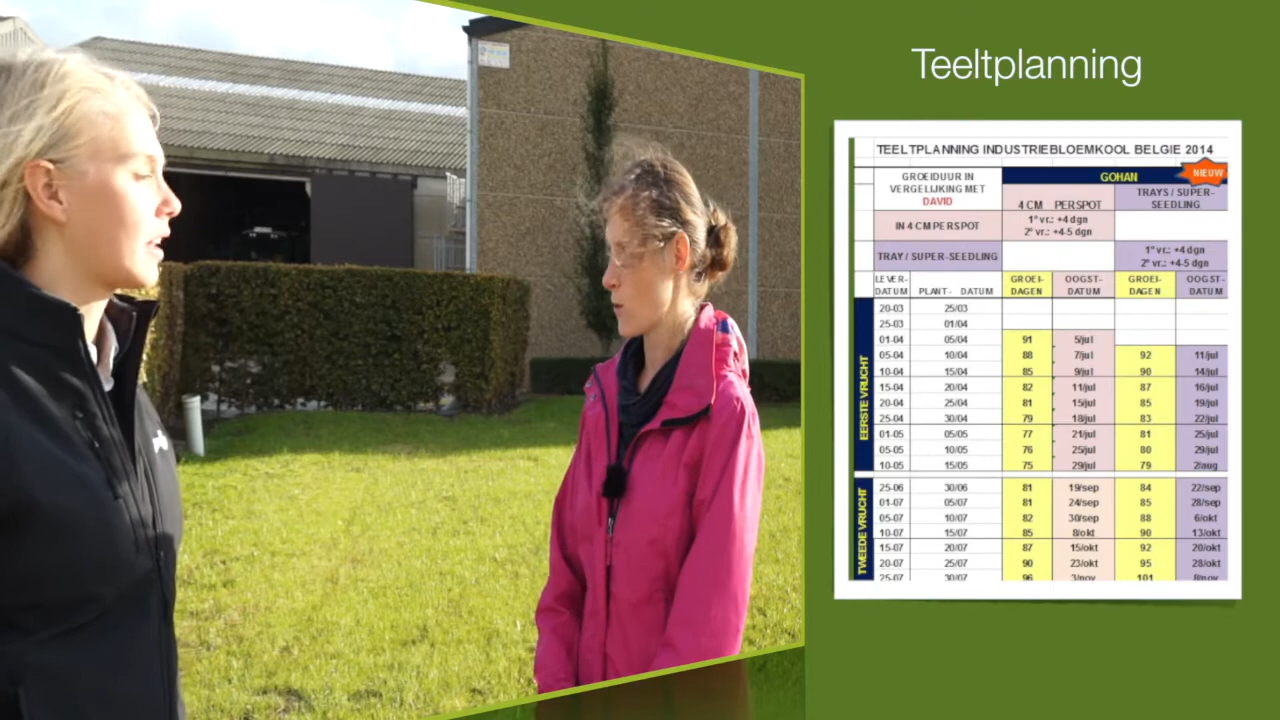 Teeltplanning
TEELTPLANNING INDUSTRIEBLOEMKOOL BELGIE 2014
GROEIDUUR IN VERGELIJKING MET DAVID
GOHAN
NIEUW
4 CM PERSPOT
TRAYS / SUPER-SEEDLING
IN 4 CM PERSPOT
1e vr.: +4 dgn
2e vr.: +4-5 dgn
TRAY / SUPER-SEEDLING
1e vr.: +4 dgn
2e vr.: +4-5 dgn
LEVER-DATUM PLANT- DATUM GROEI-DAGEN OOGST-DATUM GROEI-DAGEN OOGST-DATUM
EERSTE VRUCHT
20-03 25/03
25-03 01/04
01-04 05/04 91 5/jul
05-04 10/04 88 7/jul 92 11/jul
10-04 15/04 85 9/jul 90 14/jul
15-04 20/04 82 11/jul 87 16/jul
20-04 25/04 81 15/jul 85 19/jul
25-04 30/04 79 18/jul 83 22/jul
01-05 05/05 77 21/jul 81 25/jul
05-05 10/05 76 25/jul 80 29/jul
10-05 15/05 75 29/jul 79 2/aug
TWEEDE VRUCHT
25-06 30/06 81 19/sep 84 22/sep
01-07 05/07 81 24/sep 85 28/sep
05-07 10/07 82 30/sep 88 6/okt
10-07 15/07 85 8/okt 90 13/okt
15-07 20/07 87 15/okt 92 20/okt
20-07 25/07 90 23/okt 95 28/okt
25-07 30/07 96 3/nov 101 8/nov